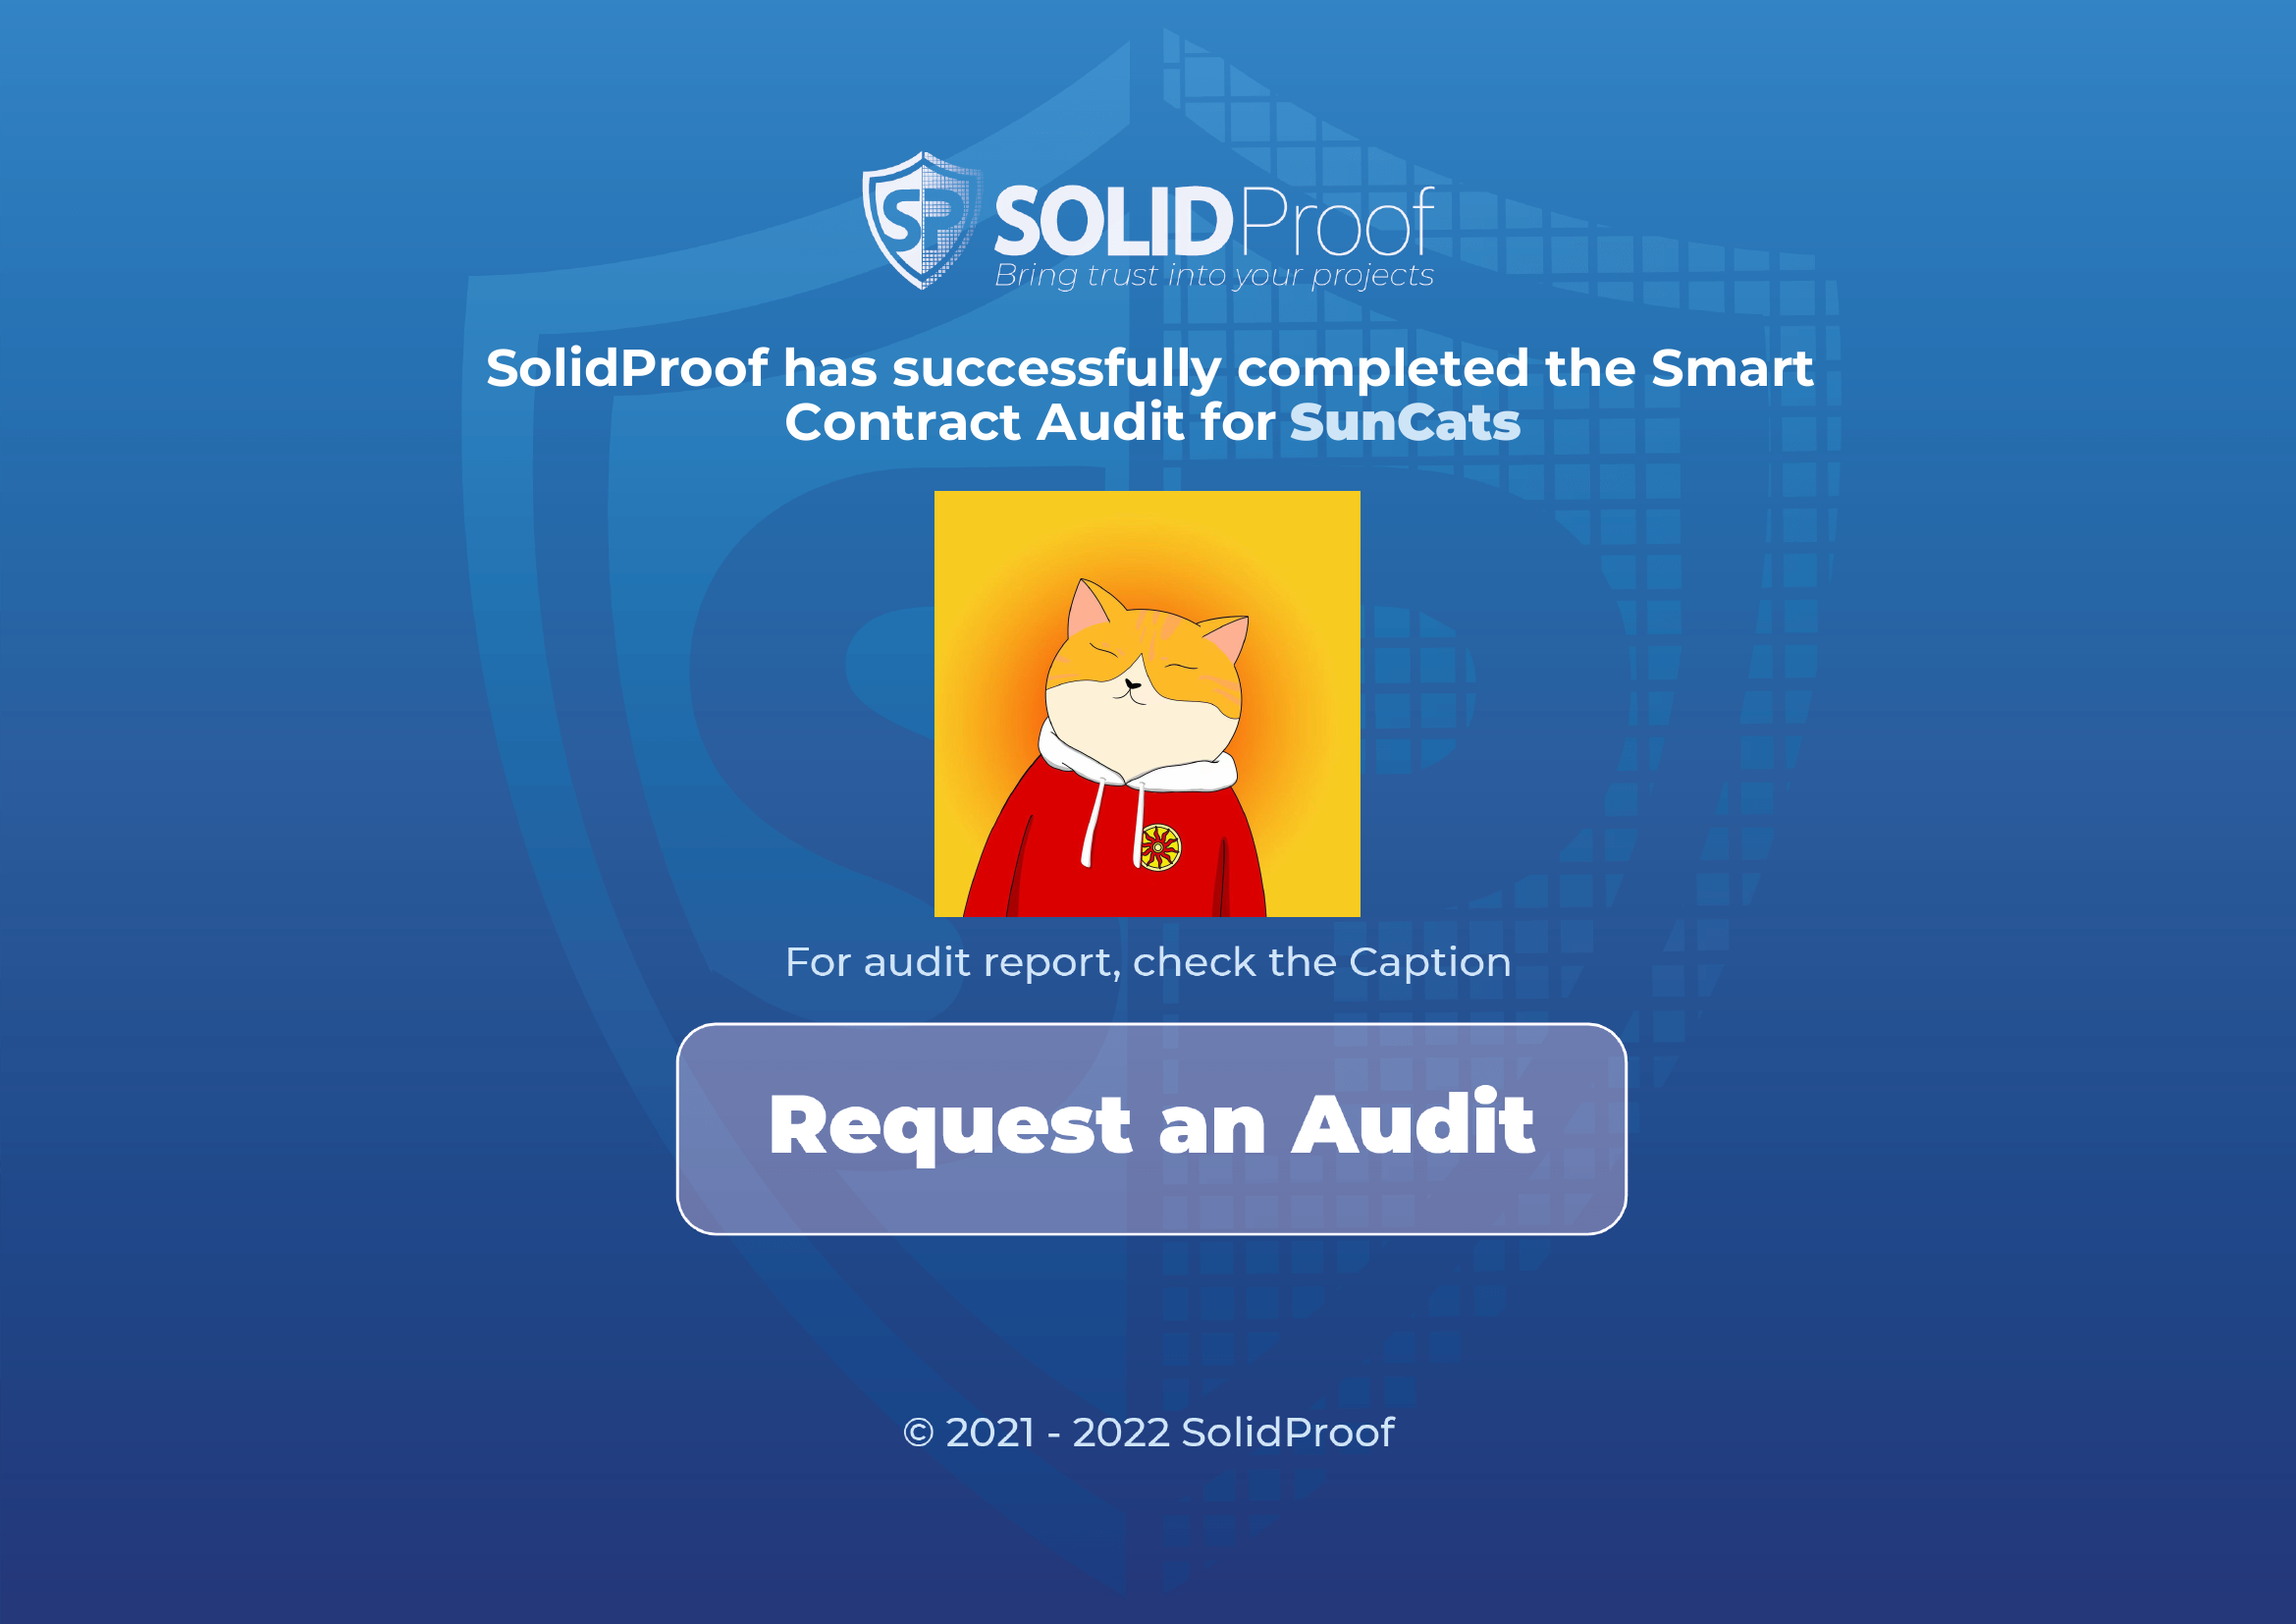 SP SOLIDProof
Bring trust into your projects
SolidProof has successfully completed the Smart
Contract Audit for SunCats
For audit report, check the Caption
Request an Audit
© 2021 - 2022 SolidProof